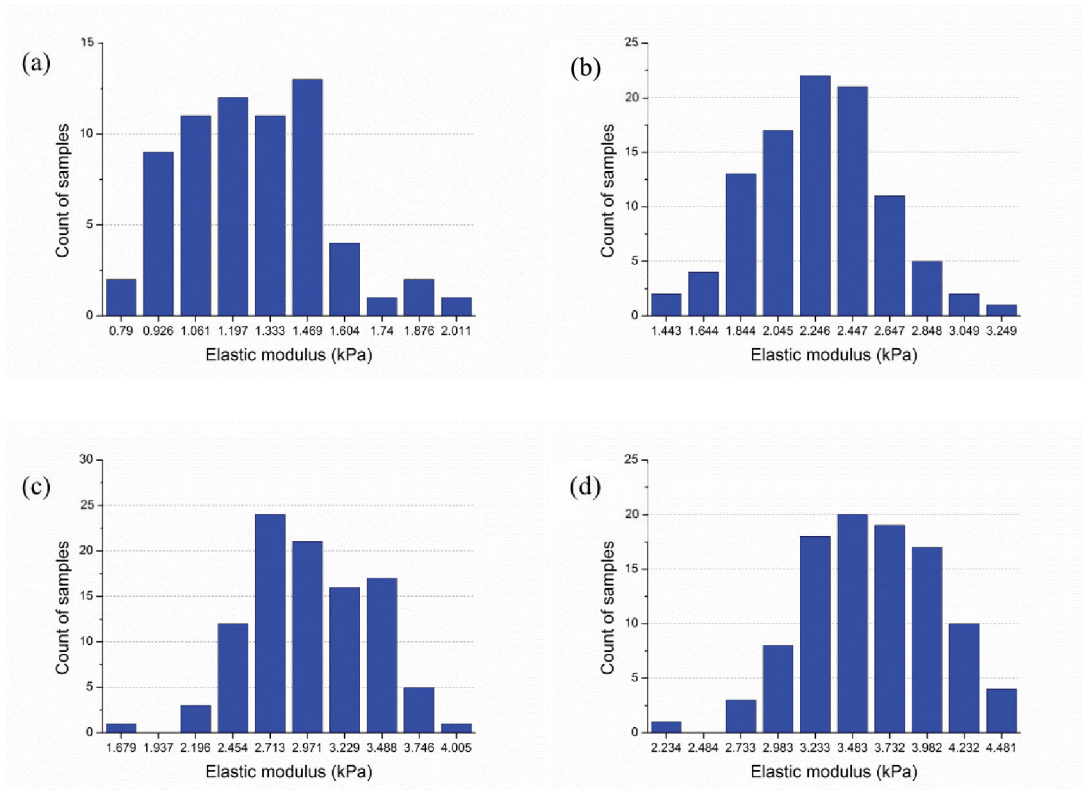 (a)
15
10
5
0
Count of samples
0.79 0.926 1.061 1.197 1.333 1.469 1.604 1.74 1.876 2.011
Elastic modulus (kPa)
(b)
25
20
15
10
5
0
Count of samples
1.443 1.644 1.844 2.045 2.246 2.447 2.647 2.848 3.049 3.249
Elastic modulus (kPa)
(c)
30
25
20
15
10
5
0
Count of samples
1.679 1.937 2.196 2.454 2.713 2.971 3.229 3.488 3.746 4.005
Elastic modulus (kPa)
(d)
25
20
15
10
5
0
Count of samples
2.234 2.484 2.733 2.983 3.233 3.483 3.732 3.982 4.232 4.481
Elastic modulus (kPa)